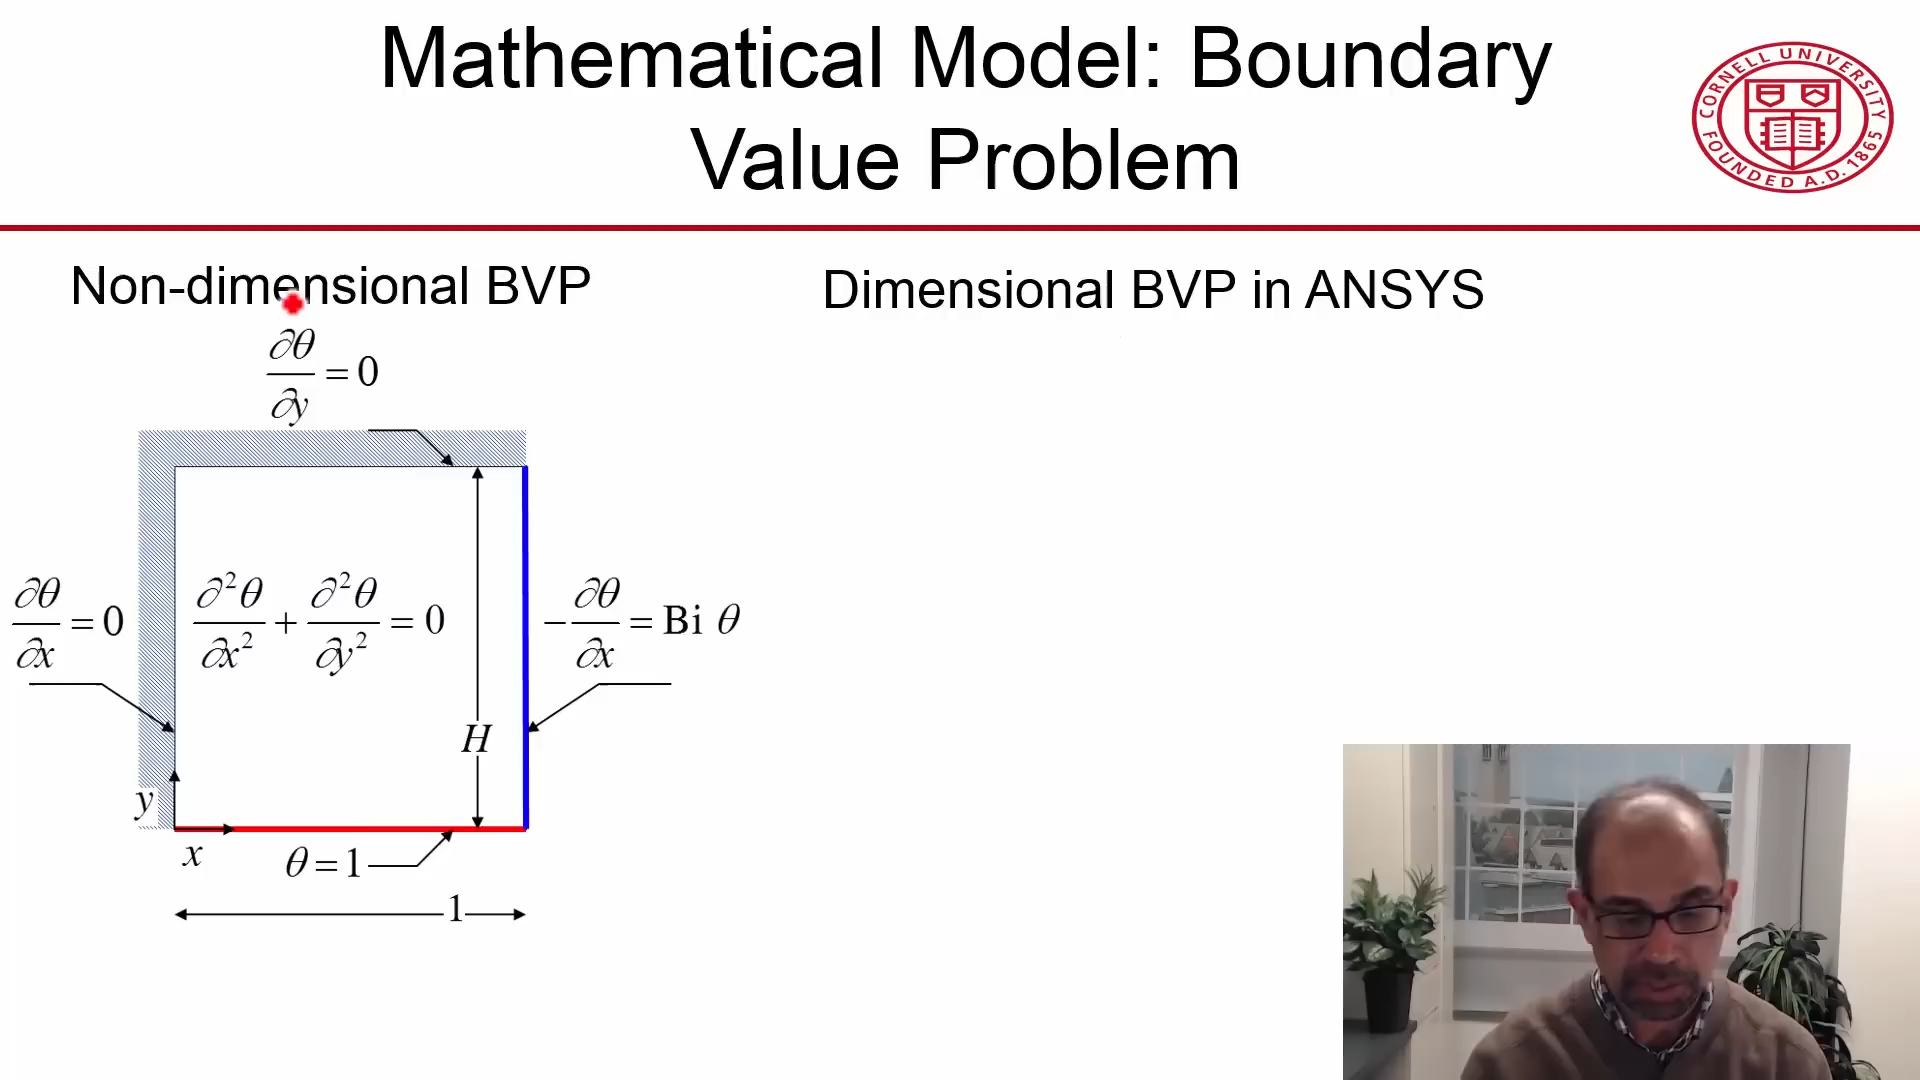 Mathematical Model: Boundary
Value Problem
CORNELL UNIVERSITY
FOUNDED A.D. 1865
Non-dimensional BVP
Dimensional BVP in ANSYS
∂θ/∂y = 0
∂θ/∂x = 0
∂²θ/∂x² + ∂²θ/∂y² = 0
−∂θ/∂x = Bi θ
H
y
x
θ = 1
1